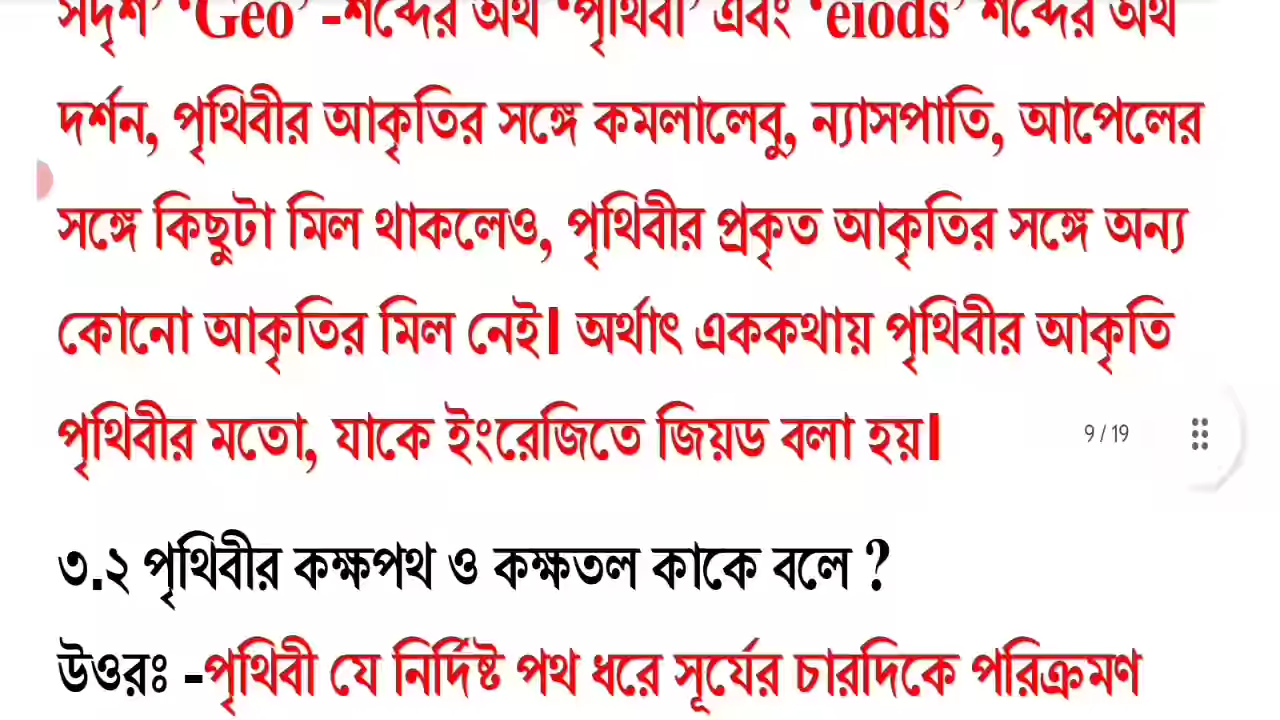 সদৃশ’ ‘Geo’ -শব্দের অর্থ ‘পৃথিবী’ এবং ‘eiods’ শব্দের অর্থ
দর্শন, পৃথিবীর আকৃতির সঙ্গে কমলালেবু, ন্যাসপাতি, আপেলের
সঙ্গে কিছুটা মিল থাকলেও, পৃথিবীর প্রকৃত আকৃতির সঙ্গে অন্য
কোনো আকৃতির মিল নেই। অর্থাৎ এককথায় পৃথিবীর আকৃতি
পৃথিবীর মতো, যাকে ইংরেজিতে জিয়ড বলা হয়।
9 / 19
৩.২ পৃথিবীর কক্ষপথ ও কক্ষতল কাকে বলে ?
উওরঃ -পৃথিবী যে নির্দিষ্ট পথ ধরে সূর্যের চারদিকে পরিক্রমণ